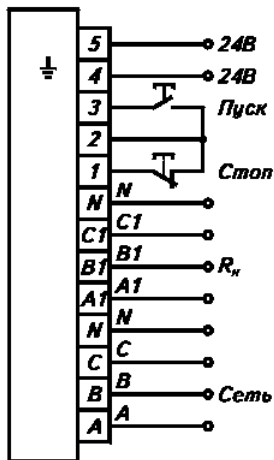 5 24В
4 24В
3 Пуск
2
1 Стоп
N N
C1 C1
B1 B1 Rн
A1 A1
N N
C C
B B Сеть
A A